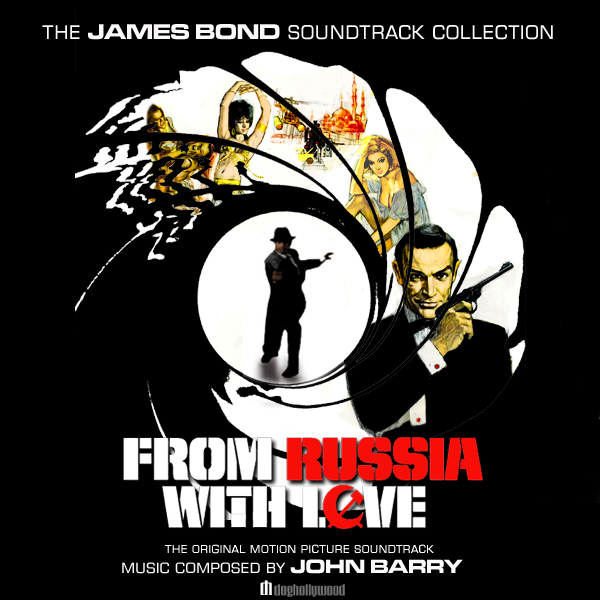 THE JAMES BOND SOUNDTRACK COLLECTION
FROM RUSSIA
WITH LOVE
THE ORIGINAL MOTION PICTURE SOUNDTRACK
MUSIC COMPOSED BY JOHN BARRY
doghollywood